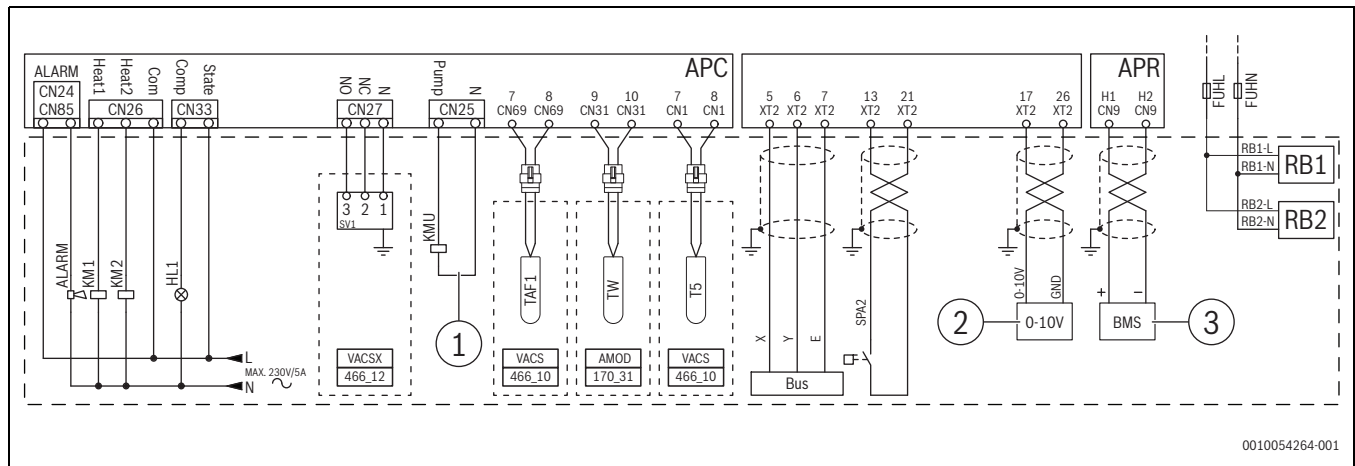 APC
APR
ALARM
Heat1
Heat2
Com
Comp
State
NO
NC
N
Pump
N
CN24
CN85
CN26
CN33
CN27
CN25
7 8
CN69 CN69
9 10
CN31 CN31
7 8
CN1 CN1
5 6 7
XT2 XT2 XT2
13 21
XT2 XT2
17 26
XT2 XT2
H1 H2
CN9 CN9
FUHL
FUHN
RB1-L
RB1-N
RB1
RB2-L
RB2-N
RB2
3 2 1
SV1
KMU
ALARM
KM1
KM2
HL1
TAF1
TW
T5
SPA2
X
Y
E
0-10V
GND
+ −
1
2
0-10V
BMS
3
L
MAX. 230V/5A
N
VACSX
466_12
VACS
466_10
AMOD
170_31
VACS
466_10
Bus
0010054264-001